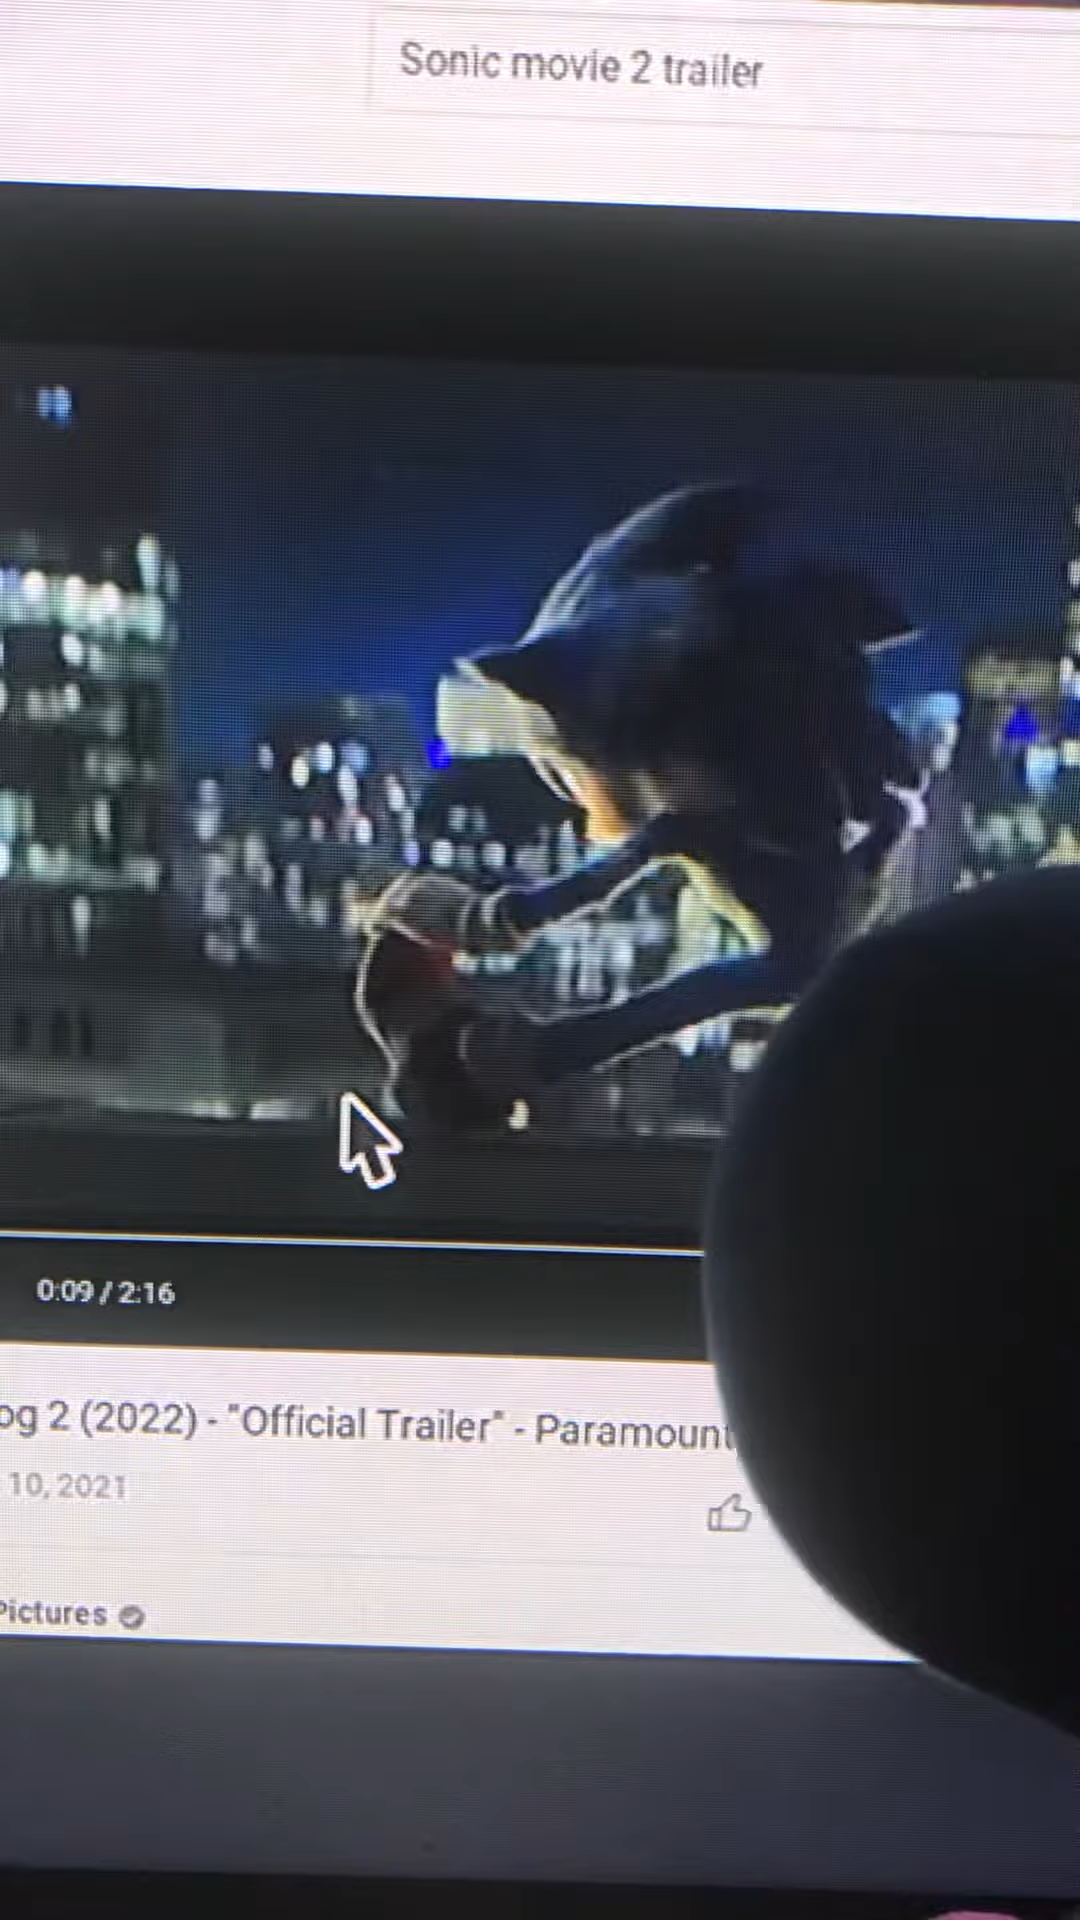 Sonic movie 2 trailer
0:09 / 2:16
og 2 (2022) - "Official Trailer" - Paramount
10, 2021
Pictures